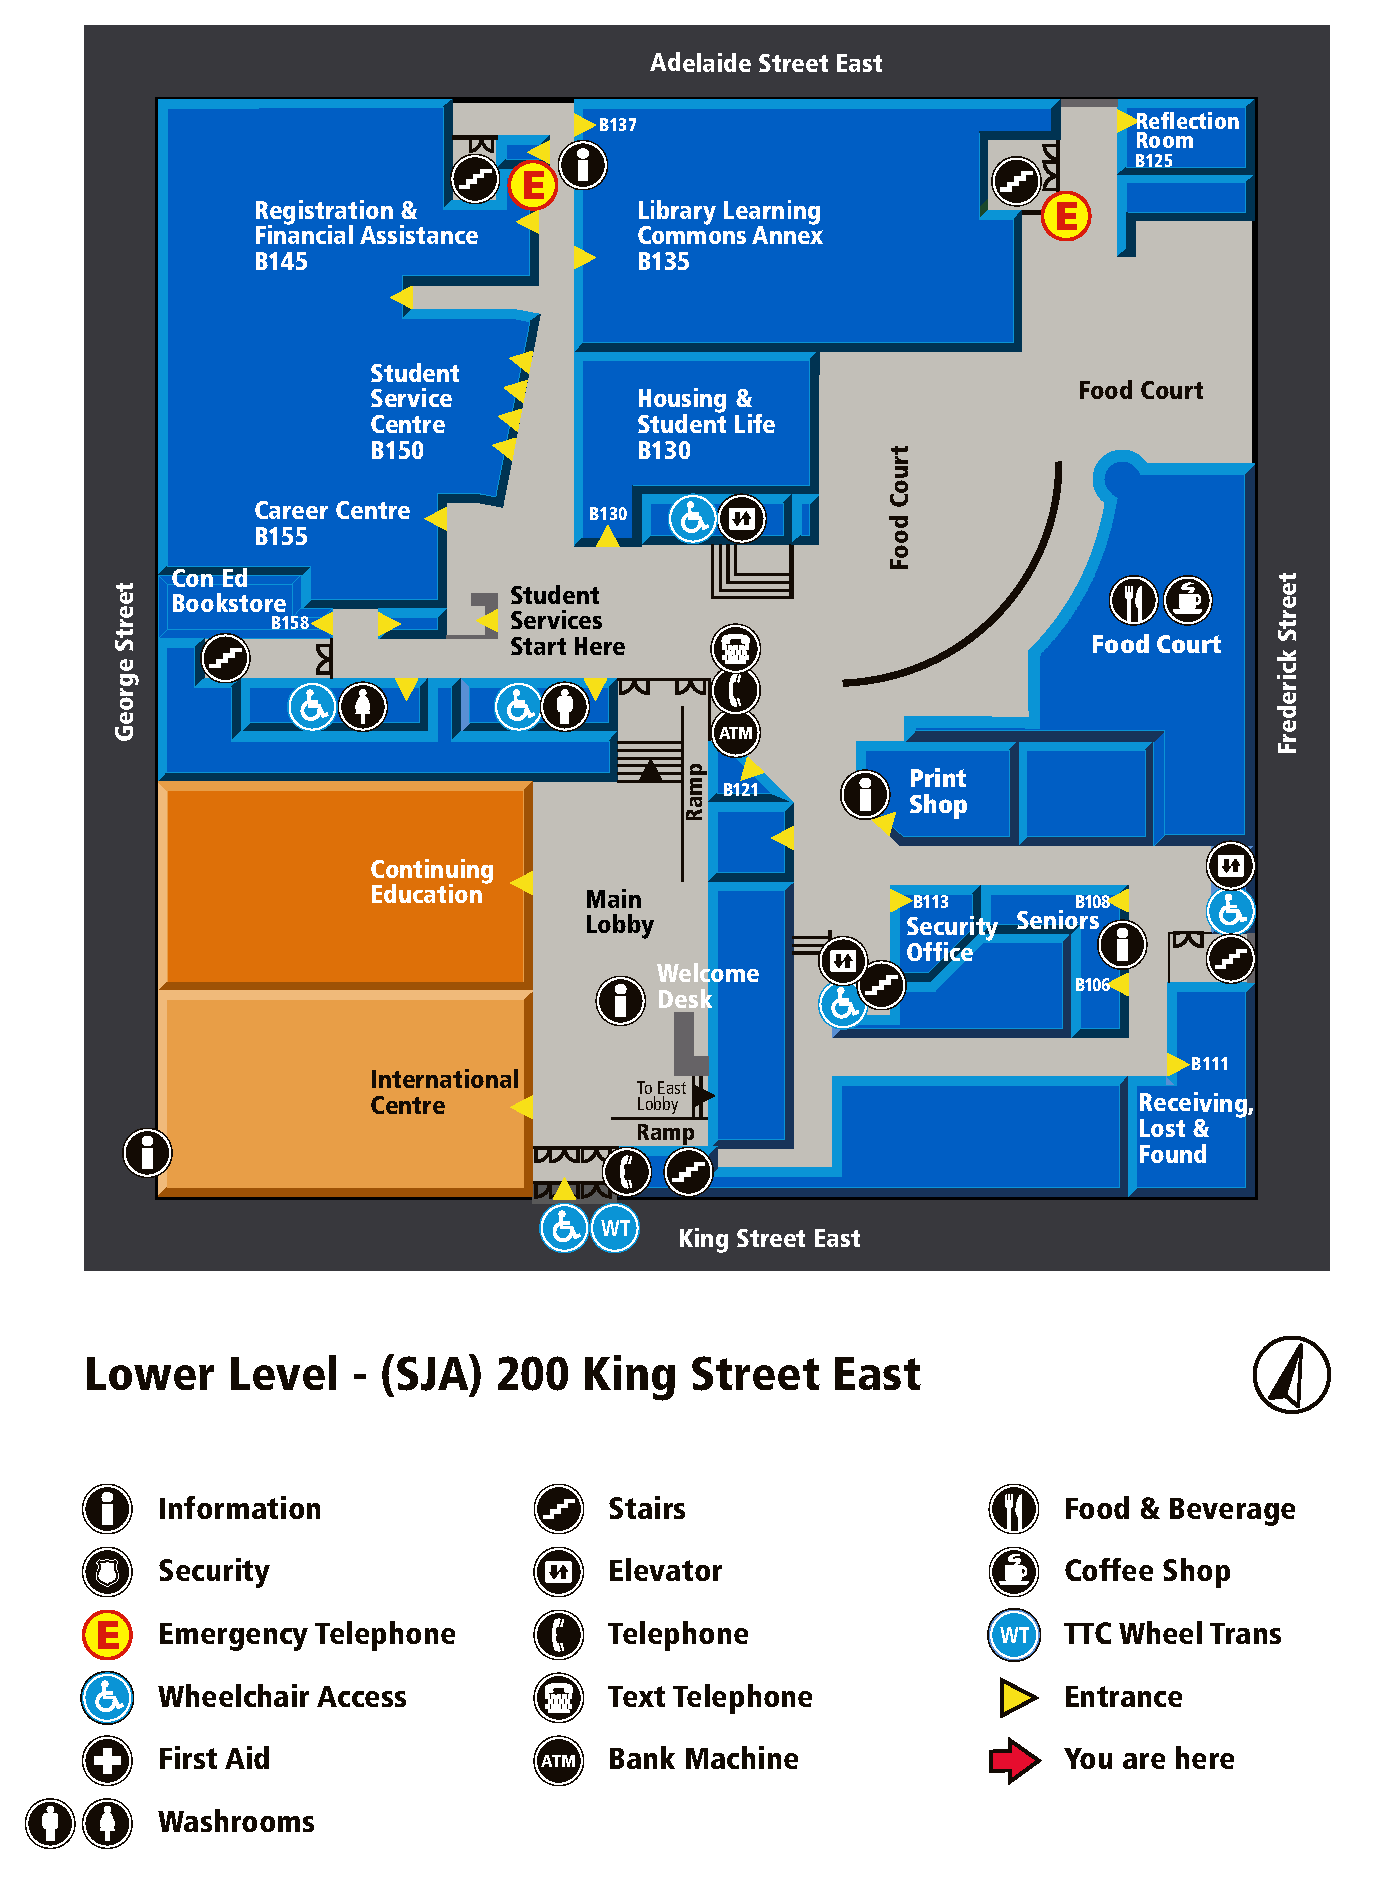 Adelaide Street East
B137
Reflection
Room
B125
E
E
Registration &
Financial Assistance
B145
Library Learning
Commons Annex
B135
Student
Service
Centre
B150
Housing &
Student Life
B130
Food Court
Food Court
Career Centre
B155
B130
Con Ed
Bookstore
B158
Student
Services
Start Here
George Street
Frederick Street
Food Court
ATM
Ramp
B121
Print
Shop
Continuing
Education
Main
Lobby
B113
Security
Office
Seniors
B108
B106
Welcome
Desk
International
Centre
To East
Lobby
Ramp
B111
Receiving,
Lost &
Found
WT
King Street East
Lower Level - (SJA) 200 King Street East
Information
Security
E Emergency Telephone
Wheelchair Access
First Aid
Washrooms
Stairs
Elevator
Telephone
Text Telephone
ATM Bank Machine
Food & Beverage
Coffee Shop
WT TTC Wheel Trans
Entrance
You are here